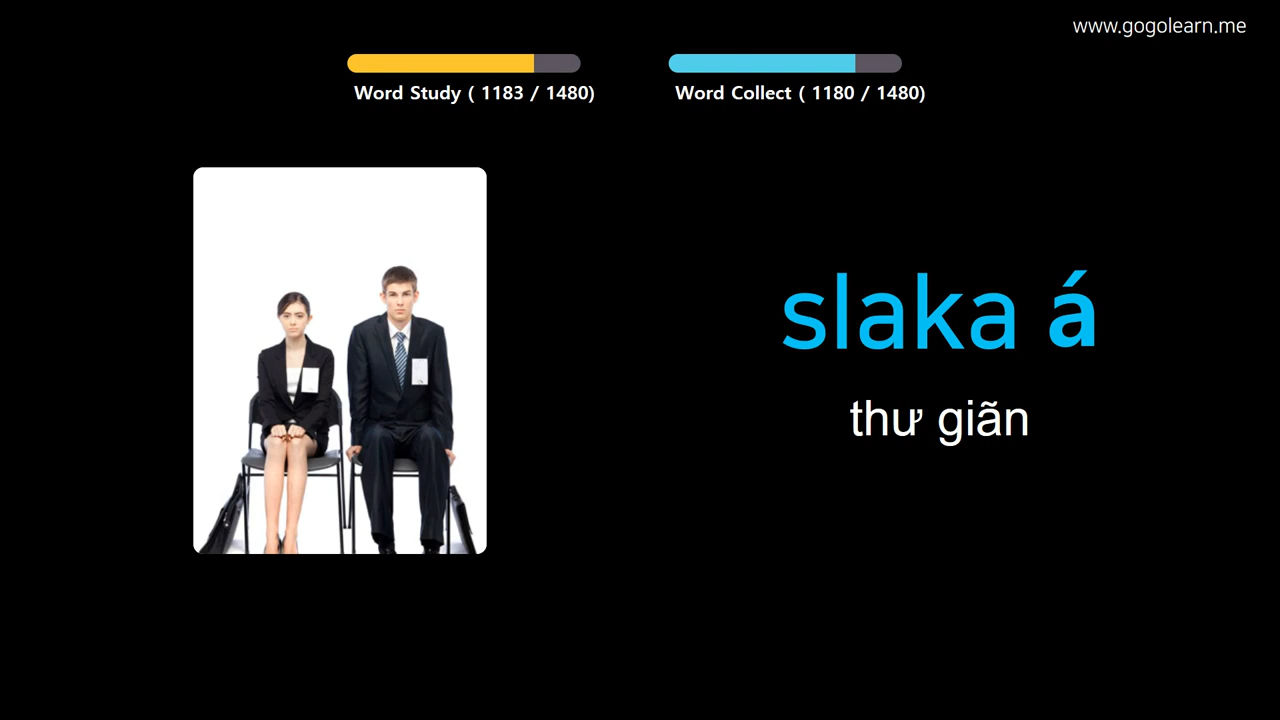 www.gogolearn.me
Word Study ( 1183 / 1480)
Word Collect ( 1180 / 1480)
slaka á
thư giãn